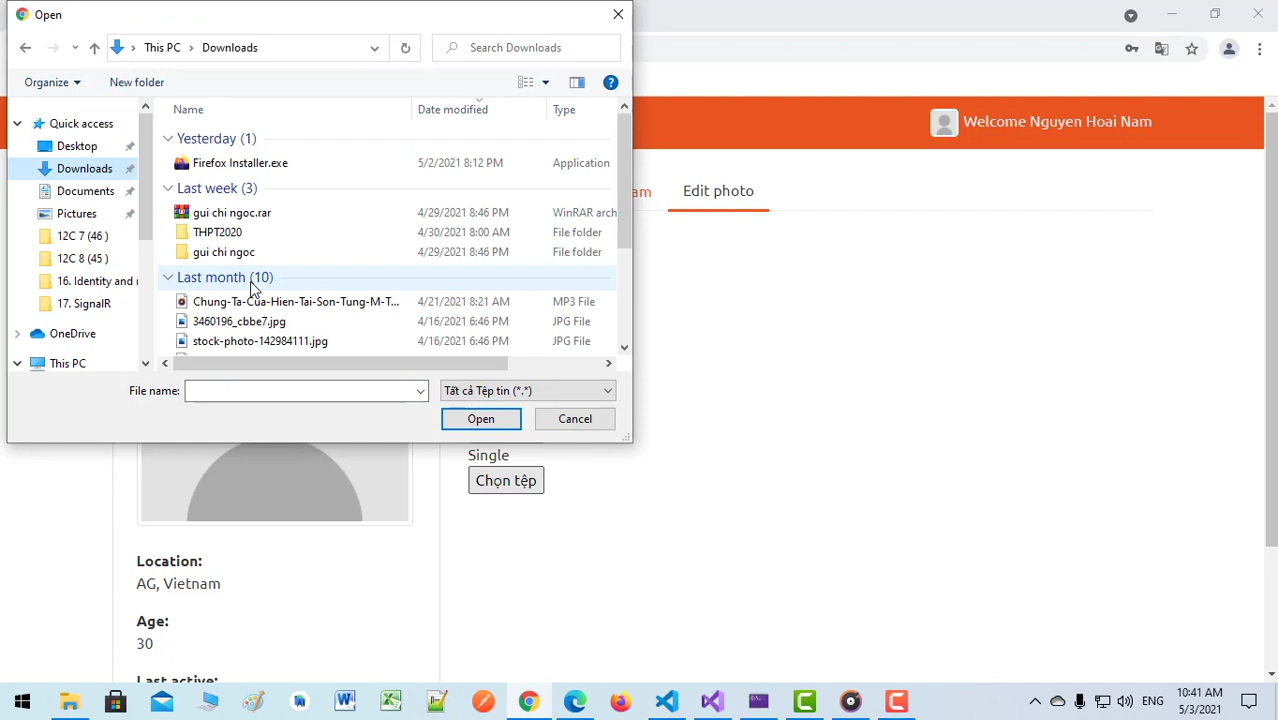 Open
This PC
Downloads
Search Downloads
Organize
New folder
Name
Date modified
Type
Quick access
Desktop
Downloads
Documents
Pictures
12C 7 (46 )
12C 8 (45 )
16. Identity and
17. SignalR
OneDrive
This PC
Yesterday (1)
Firefox Installer.exe 5/2/2021 8:12 PM Application
Last week (3)
gui chi ngoc.rar 4/29/2021 8:46 PM WinRAR arch
THPT2020 4/30/2021 8:00 AM File folder
gui chi ngoc 4/29/2021 8:46 PM File folder
Last month (10)
Chung-Ta-Cua-Hien-Tai-Son-Tung-M-T... 4/21/2021 8:21 AM MP3 File
3460196_cbbe7.jpg 4/16/2021 6:46 PM JPG File
stock-photo-142984111.jpg 4/16/2021 6:46 PM JPG File
File name:
Tất cả Tệp tin (*.*)
Open
Cancel
Welcome Nguyen Hoai Nam
am
Edit photo
Single
Chọn tệp
Location:
AG, Vietnam
Age:
30
Last active:
ENG
10:41 AM
5/3/2021